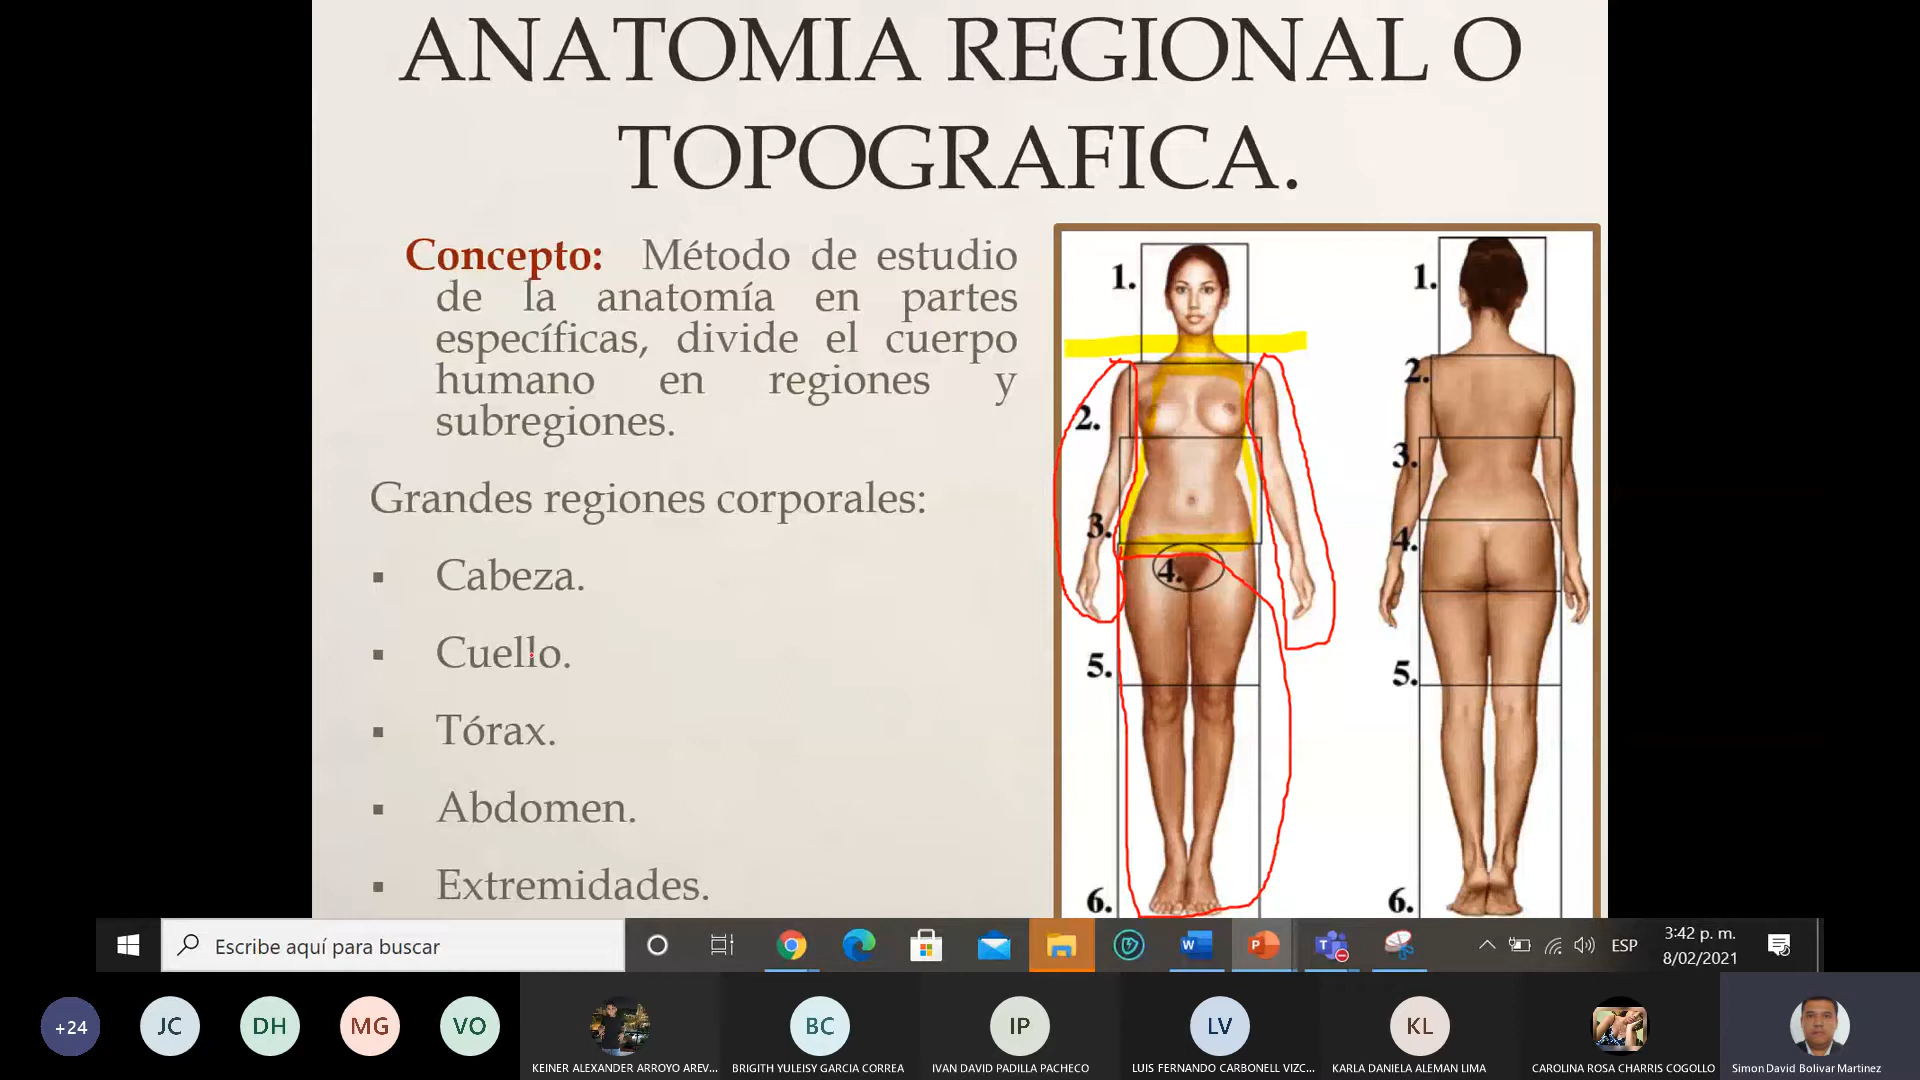 ANATOMIA REGIONAL O
TOPOGRAFICA.
Concepto: Método de estudio
de la anatomía en partes
específicas, divide el cuerpo
humano en regiones y
subregiones.
Grandes regiones corporales:
▪ Cabeza.
▪ Cuello.
▪ Tórax.
▪ Abdomen.
▪ Extremidades.
1.
2.
3.
4.
5.
6.
1.
2.
3.
4.
5.
6.
Escribe aquí para buscar
ESP
3:42 p. m.
8/02/2021
+24
JC
DH
MG
VO
KEINER ALEXANDER ARROYO AREV...
BC
BRIGITH YULEISY GARCIA CORREA
IP
IVAN DAVID PADILLA PACHECO
LV
LUIS FERNANDO CARBONELL VIZC...
KL
KARLA DANIELA ALEMAN LIMA
CAROLINA ROSA CHARRIS COGOLLO
Simon David Bolivar Martinez